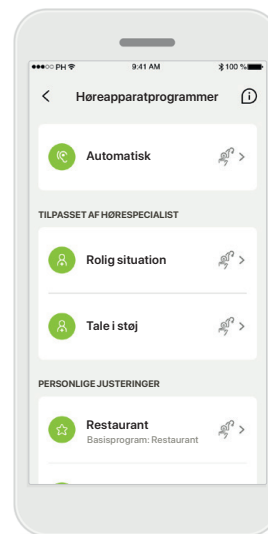 PH 9:41 AM 100 %
Høreapparatprogrammer
Automatisk
TILPASSET AF HØRESPECIALIST
Rolig situation
Tale i støj
PERSONLIGE JUSTERINGER
Restaurant
Basisprogram: Restaurant